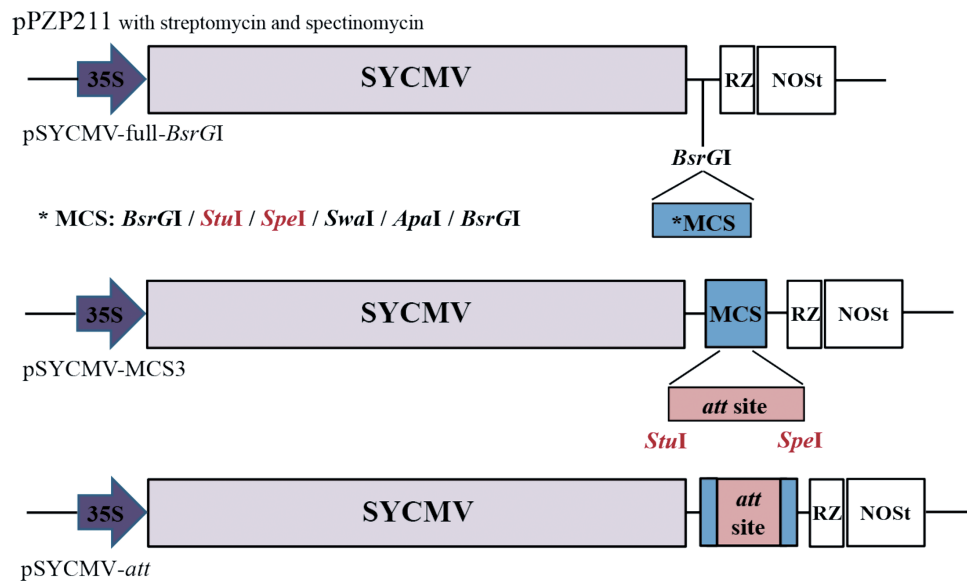 pPZP211 with streptomycin and spectinomycin
35S SYCMV RZ NOSt
pSYCMV-full-BsrGI
BsrGI
* MCS: BsrGI / StuI / SpeI / SwaI / ApaI / BsrGI
*MCS
35S SYCMV MCS RZ NOSt
pSYCMV-MCS3
att site
StuI SpeI
35S SYCMV att site RZ NOSt
pSYCMV-att